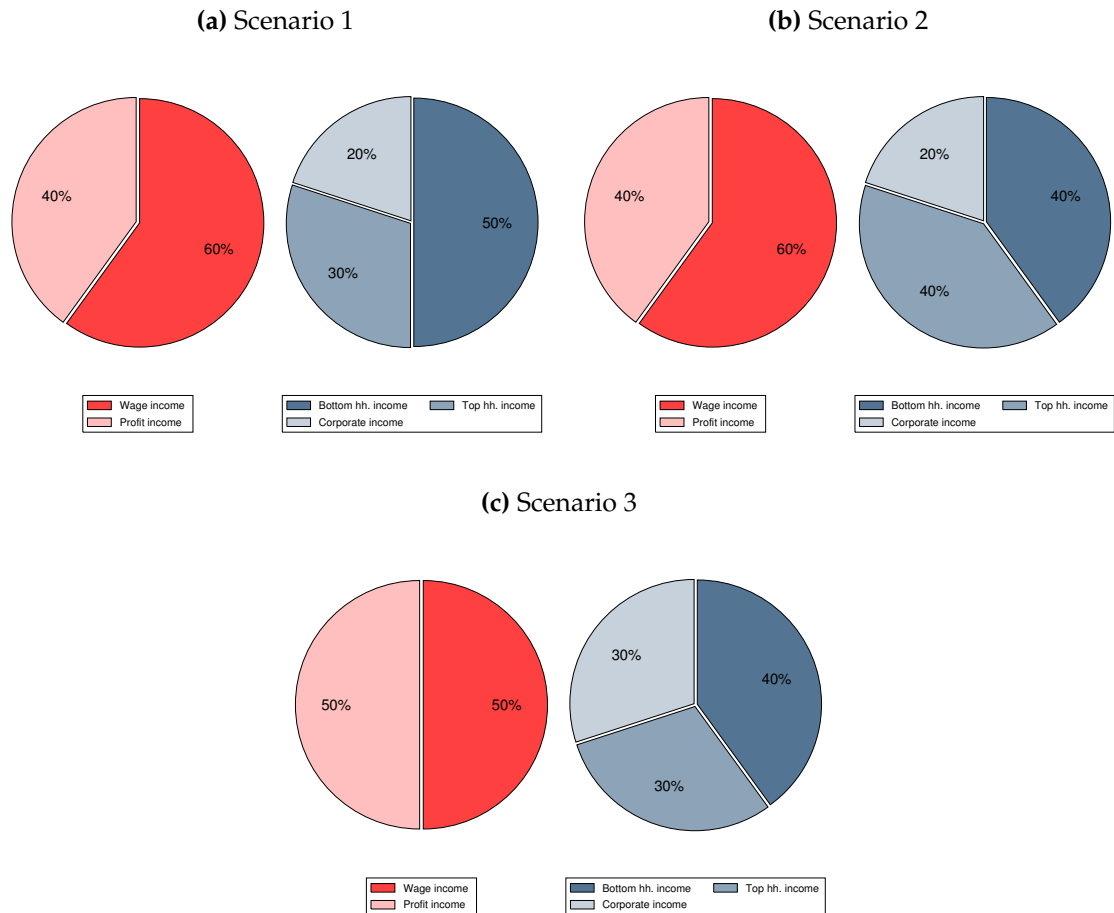 (a) Scenario 1
(b) Scenario 2
40%
60%
20%
50%
30%
40%
60%
20%
40%
40%
Wage income
Profit income
Bottom hh. income Top hh. income
Corporate income
Wage income
Profit income
Bottom hh. income Top hh. income
Corporate income
(c) Scenario 3
50%
50%
30%
40%
30%
Wage income
Profit income
Bottom hh. income Top hh. income
Corporate income